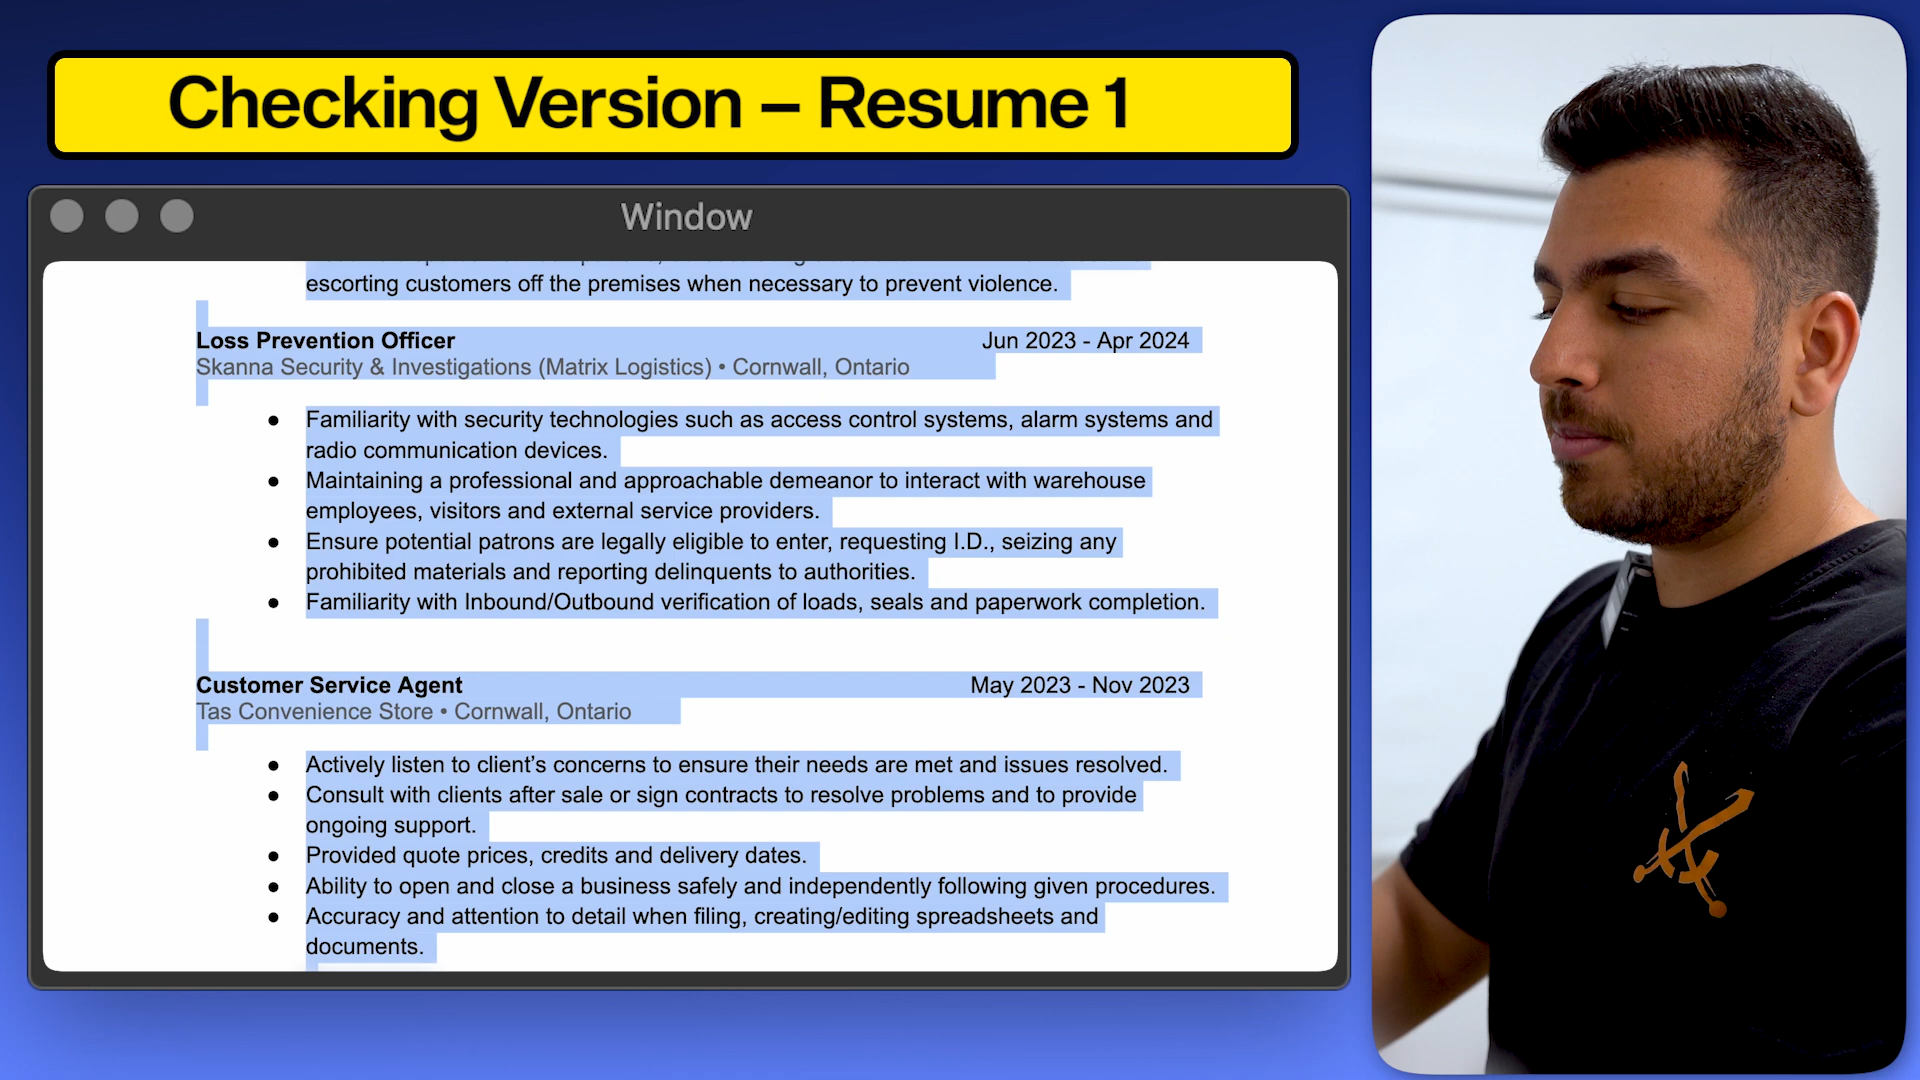 Checking Version – Resume 1
Window
escorting customers off the premises when necessary to prevent violence.
Loss Prevention Officer Jun 2023 - Apr 2024
Skanna Security & Investigations (Matrix Logistics) • Cornwall, Ontario
● Familiarity with security technologies such as access control systems, alarm systems and
radio communication devices.
● Maintaining a professional and approachable demeanor to interact with warehouse
employees, visitors and external service providers.
● Ensure potential patrons are legally eligible to enter, requesting I.D., seizing any
prohibited materials and reporting delinquents to authorities.
● Familiarity with Inbound/Outbound verification of loads, seals and paperwork completion.
Customer Service Agent May 2023 - Nov 2023
Tas Convenience Store • Cornwall, Ontario
● Actively listen to client’s concerns to ensure their needs are met and issues resolved.
● Consult with clients after sale or sign contracts to resolve problems and to provide
ongoing support.
● Provided quote prices, credits and delivery dates.
● Ability to open and close a business safely and independently following given procedures.
● Accuracy and attention to detail when filing, creating/editing spreadsheets and
documents.